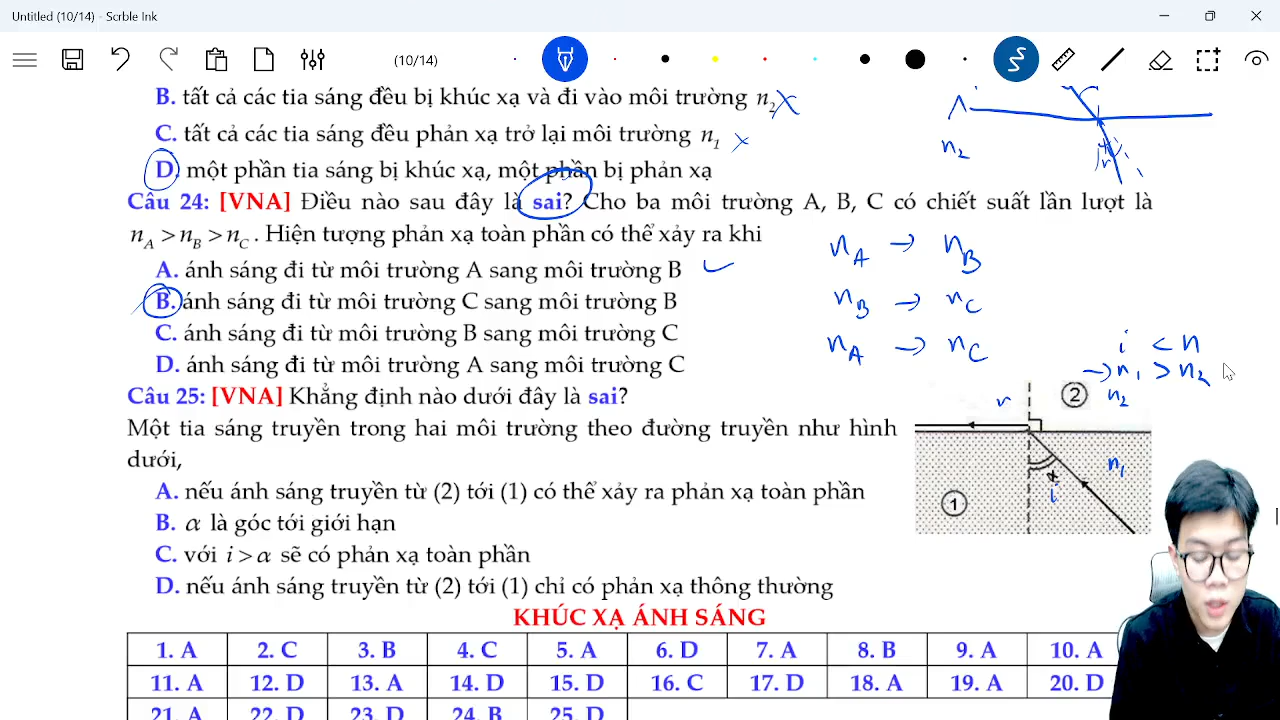 Untitled (10/14) - Scrble Ink
(10/14)
B. tất cả các tia sáng đều bị khúc xạ và đi vào môi trường n₂
C. tất cả các tia sáng đều phản xạ trở lại môi trường n₁
n₂
D. một phần tia sáng bị khúc xạ, một phần bị phản xạ
Câu 24: [VNA] Điều nào sau đây là sai? Cho ba môi trường A, B, C có chiết suất lần lượt là
n_A > n_B > n_C. Hiện tượng phản xạ toàn phần có thể xảy ra khi
n_A → n_B
A. ánh sáng đi từ môi trường A sang môi trường B
B. ánh sáng đi từ môi trường C sang môi trường B
n_B → n_C
C. ánh sáng đi từ môi trường B sang môi trường C
n_A → n_C
i < n
D. ánh sáng đi từ môi trường A sang môi trường C
→ n₁ > n₂
Câu 25: [VNA] Khẳng định nào dưới đây là sai?
②
n₂
Một tia sáng truyền trong hai môi trường theo đường truyền như hình
dưới,
n₁
i
①
A. nếu ánh sáng truyền từ (2) tới (1) có thể xảy ra phản xạ toàn phần
B. α là góc tới giới hạn
C. với i > α sẽ có phản xạ toàn phần
D. nếu ánh sáng truyền từ (2) tới (1) chỉ có phản xạ thông thường
KHÚC XẠ ÁNH SÁNG
1. A 2. C 3. B 4. C 5. A 6. D 7. A 8. B 9. A 10. A
11. A 12. D 13. A 14. D 15. D 16. C 17. D 18. A 19. A 20. D
21. A 22. D 23. D 24. B 25. D